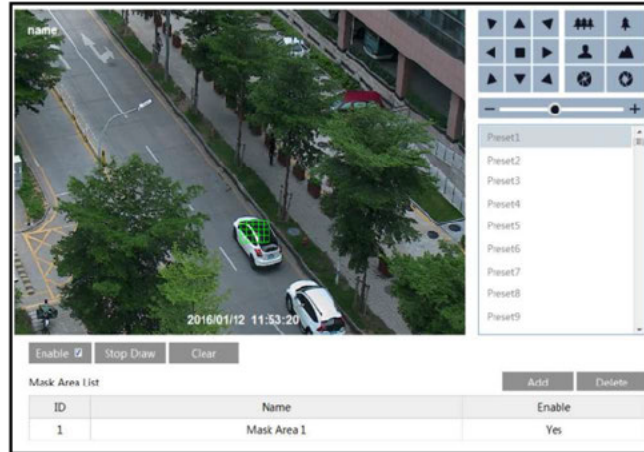 name
2016/01/12 11:53:20
Preset1
Preset2
Preset3
Preset4
Preset5
Preset6
Preset7
Preset8
Preset9
Enable
Stop Draw
Clear
Mask Area List
Add
Delete
ID Name Enable
1 Mask Area 1 Yes